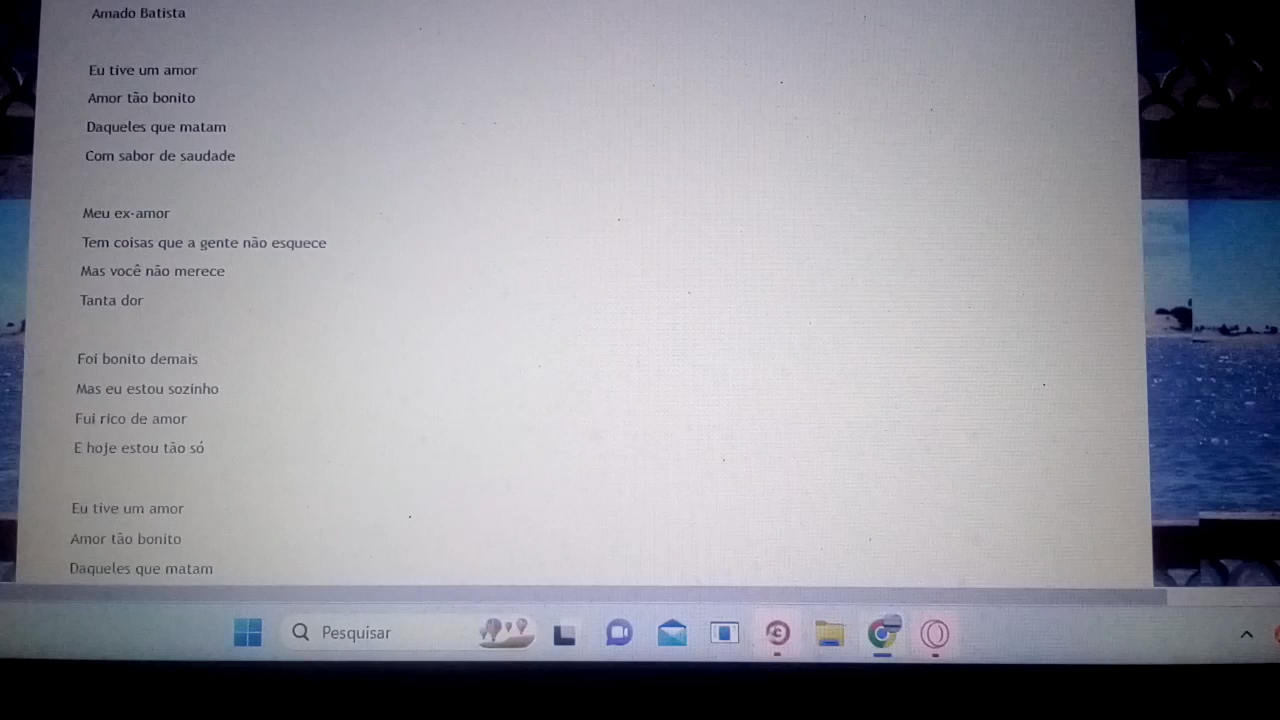 Amado Batista
Eu tive um amor
Amor tão bonito
Daqueles que matam
Com sabor de saudade
Meu ex-amor
Tem coisas que a gente não esquece
Mas você não merece
Tanta dor
Foi bonito demais
Mas eu estou sozinho
Fui rico de amor
E hoje estou tão só
Eu tive um amor
Amor tão bonito
Daqueles que matam
Pesquisar